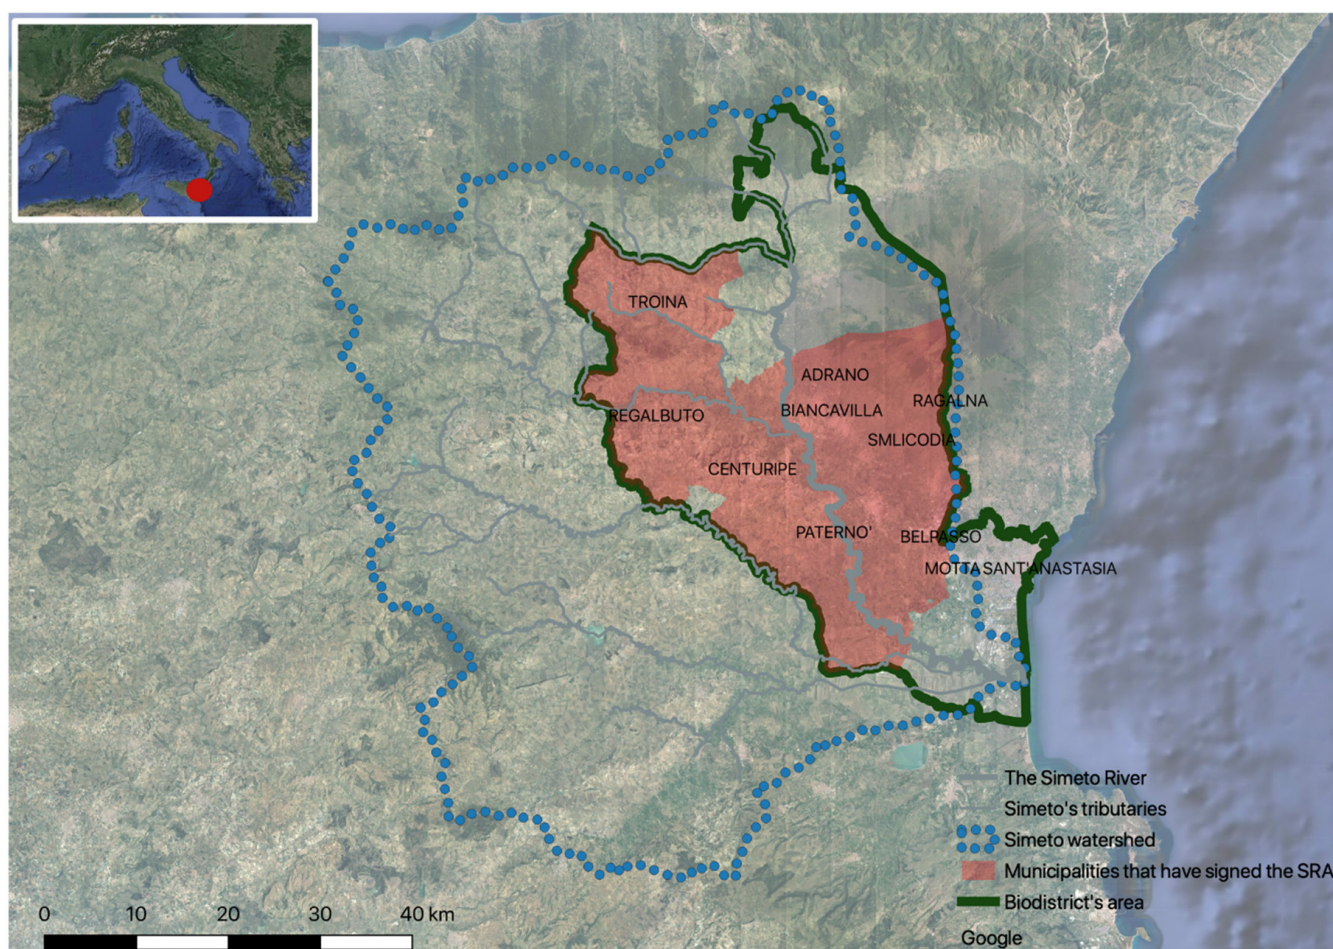 TROINA
ADRANO
REGALBUTO
BIANCAVILLA
RAGALNA
SMLICODIA
CENTURIPE
PATERNO'
BELPASSO
MOTTA SANT'ANASTASIA
The Simeto River
Simeto's tributaries
Simeto watershed
Municipalities that have signed the SRA
Biodistrict's area
Google
0 10 20 30 40 km